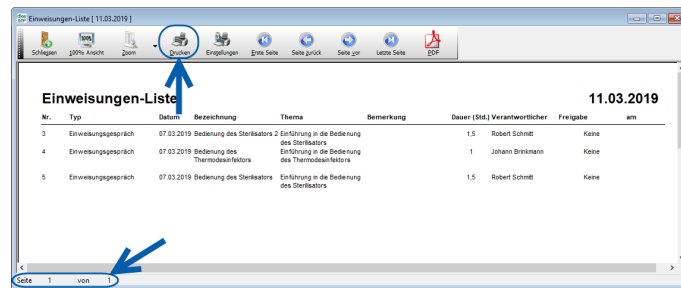 Einweisungen-Liste [ 11.03.2019 ]
Schließen 100% Ansicht Zoom Drucken Einstellungen Erste Seite Seite zurück Seite vor Letzte Seite PDF
Einweisungen-Liste 11.03.2019
Nr. Typ Datum Bezeichnung Thema Bemerkung Dauer (Std.) Verantwortlicher Freigabe am
3 Einweisungsgespräch 07.03.2019 Bedienung des Sterilisators 2 Einführung in die Bedienung 1,5 Robert Schmitt Keine
des Sterilisators
4 Einweisungsgespräch 07.03.2019 Bedienung des Einführung in die Bedienung 1 Johann Brinkmann Keine
Thermodesinfektors des Thermodesinfektors
5 Einweisungsgespräch 07.03.2019 Bedienung des Sterilisators Einführung in die Bedienung 1,5 Robert Schmitt Keine
des Sterilisators
Seite 1 von 1